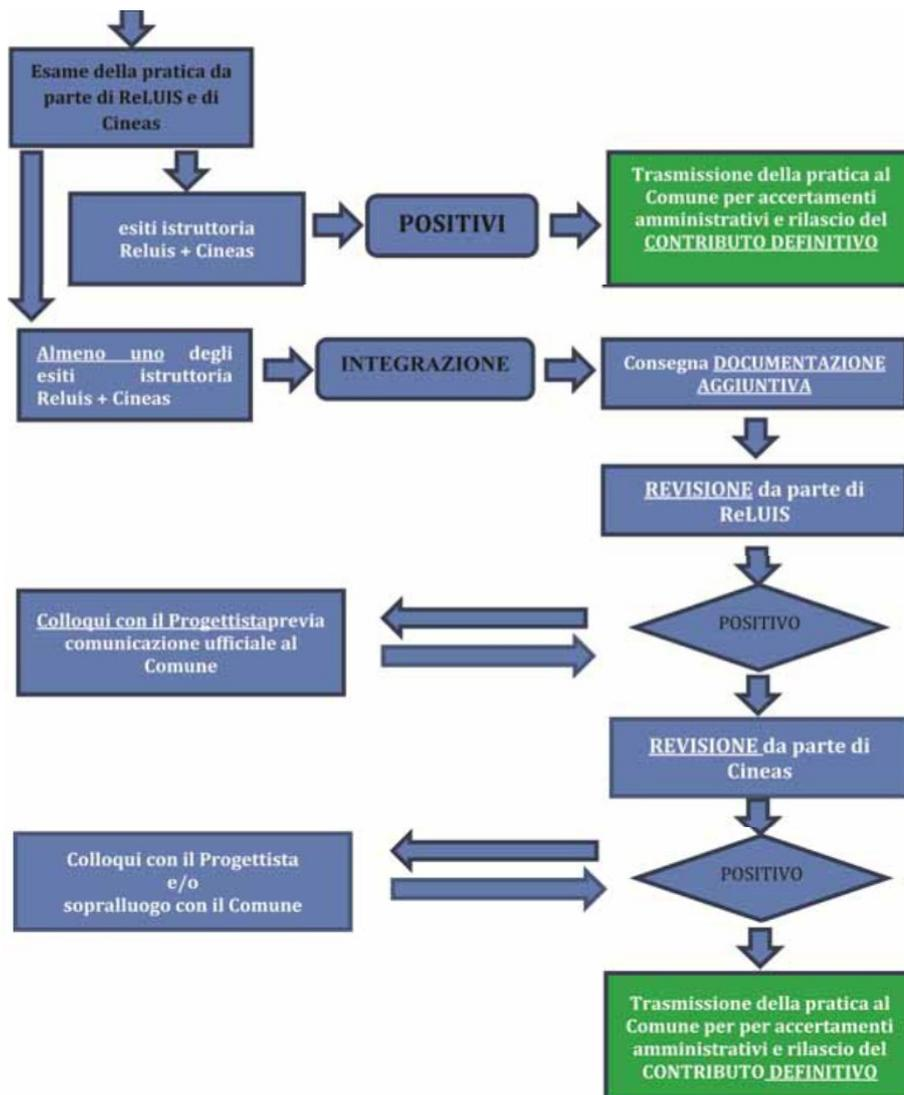 Esame della pratica da
parte di ReLUIS e di
Cineas
esiti istruttoria
Reluis + Cineas
POSITIVI
Trasmissione della pratica al
Comune per accertamenti
amministrativi e rilascio del
CONTRIBUTO DEFINITIVO
Almeno uno degli
esiti istruttoria
Reluis + Cineas
INTEGRAZIONE
Consegna DOCUMENTAZIONE
AGGIUNTIVA
REVISIONE da parte di
ReLUIS
Colloqui con il Progettistaprevia
comunicazione ufficiale al
Comune
POSITIVO
REVISIONE da parte di
Cineas
Colloqui con il Progettista
e/o
sopralluogo con il Comune
POSITIVO
Trasmissione della pratica al
Comune per per accertamenti
amministrativi e rilascio del
CONTRIBUTO DEFINITIVO